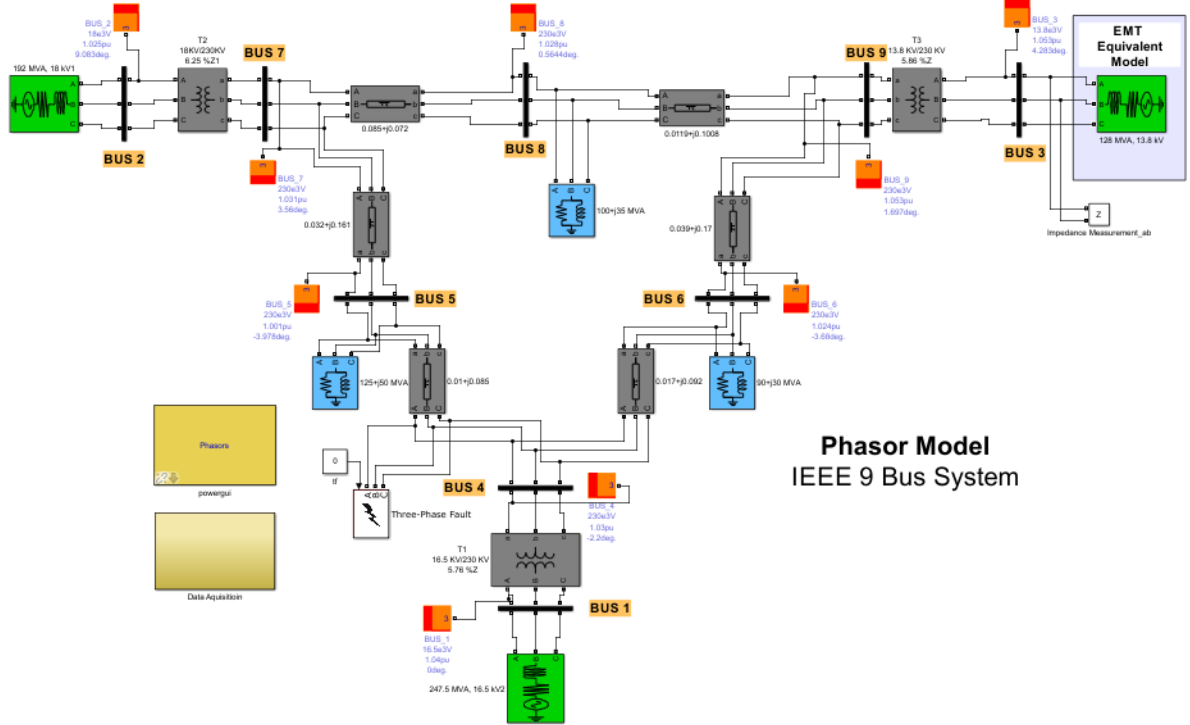 BUS_2
18e3V
1.025pu
9.083deg.
T2
18KV/230KV
6.25 %Z1
BUS 7
192 MVA, 18 kV1
BUS 2
BUS_7
230e3V
1.031pu
3.56deg.
0.085+j0.072
BUS_8
230e3V
1.028pu
0.5644deg.
BUS 8
100+j35 MVA
0.0119+j0.1008
BUS 9
T3
13.8 KV/230 KV
5.86 %Z
BUS_3
13.8e3V
1.053pu
4.283deg.
EMT
Equivalent
Model
128 MVA, 13.8 kV
BUS 3
BUS_9
230e3V
1.053pu
1.697deg.
Z
Impedance Measurement_ab
0.032+j0.161
0.039+j0.17
BUS_5
230e3V
1.001pu
-3.978deg.
BUS 5
BUS 6
BUS_6
230e3V
1.024pu
-3.68deg.
125+j50 MVA
0.01+j0.085
0.017+j0.092
90+j30 MVA
Phasors
powergui
0
tf
Three-Phase Fault
BUS 4
BUS_4
230e3V
1.03pu
-2.2deg.
Phasor Model
IEEE 9 Bus System
Data Aquisitioin
T1
16.5 KV/230 KV
5.76 %Z
BUS 1
BUS_1
16.5e3V
1.04pu
0deg.
247.5 MVA, 16.5 kV2